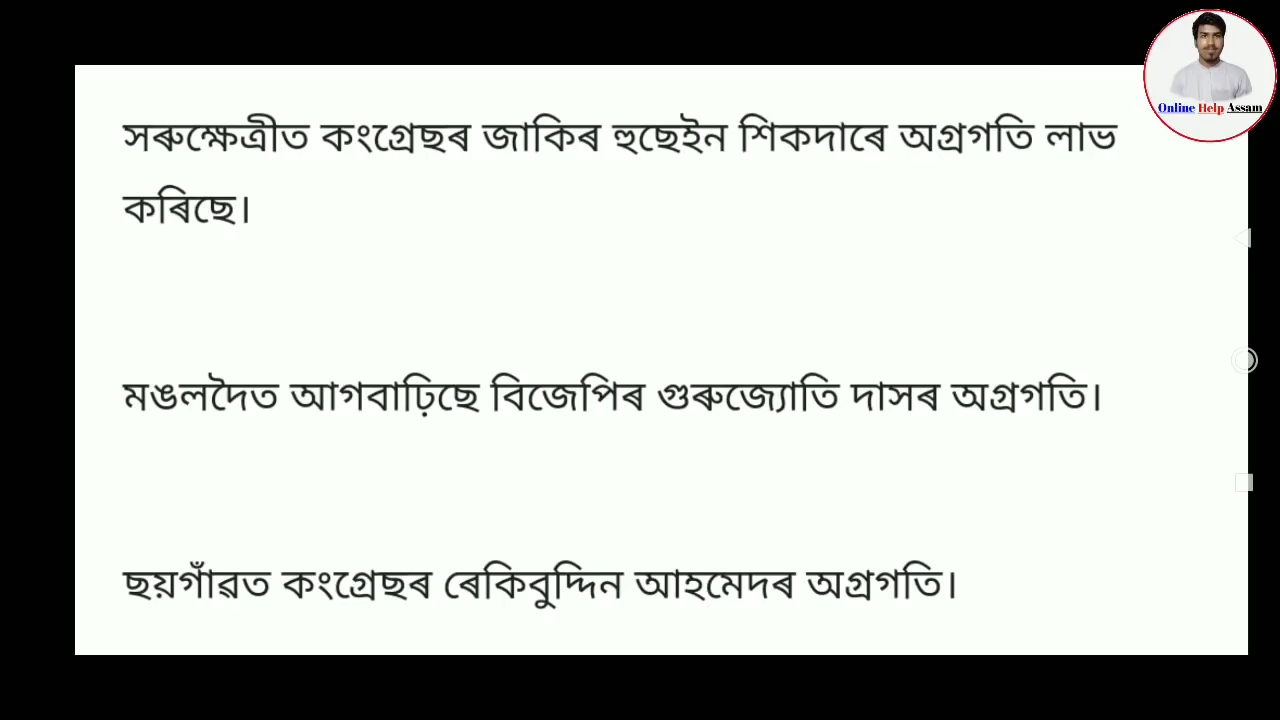 সৰুক্ষেত্ৰীত কংগ্ৰেছৰ জাকিৰ হুছেইন শিকদাৰে অগ্ৰগতি লাভ
কৰিছে।
মঙলদৈত আগবাঢ়িছে বিজেপিৰ গুৰুজ্যোতি দাসৰ অগ্ৰগতি।
ছয়গাঁৱত কংগ্ৰেছৰ ৰেকিবুদ্দিন আহমেদৰ অগ্ৰগতি।
Online Help Assam